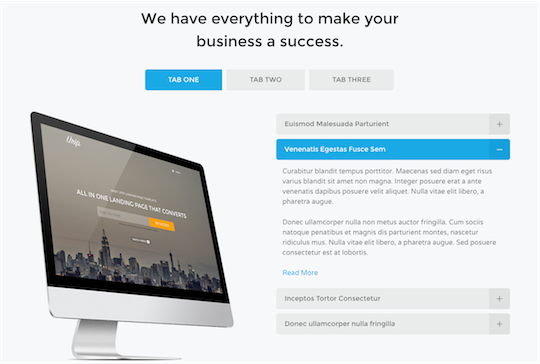 We have everything to make your
business a success.
TAB ONE
TAB TWO
TAB THREE
Ship
ALL IN ONE LANDING PAGE THAT CONVERTS
Euismod Malesuada Parturient +
Venenatis Egestas Fusce Sem −
Curabitur blandit tempus porttitor. Maecenas sed diam eget risus
varius blandit sit amet non magna. Integer posuere erat a ante
venenatis dapibus posuere velit aliquet. Nulla vitae elit libero, a
pharetra augue.
Donec ullamcorper nulla non metus auctor fringilla. Cum sociis
natoque penatibus et magnis dis parturient montes, nascetur
ridiculus mus. Nulla vitae elit libero, a pharetra augue. Sed posuere
consectetur est at lobortis.
Read More
Inceptos Tortor Consectetur +
Donec ullamcorper nulla fringilla +